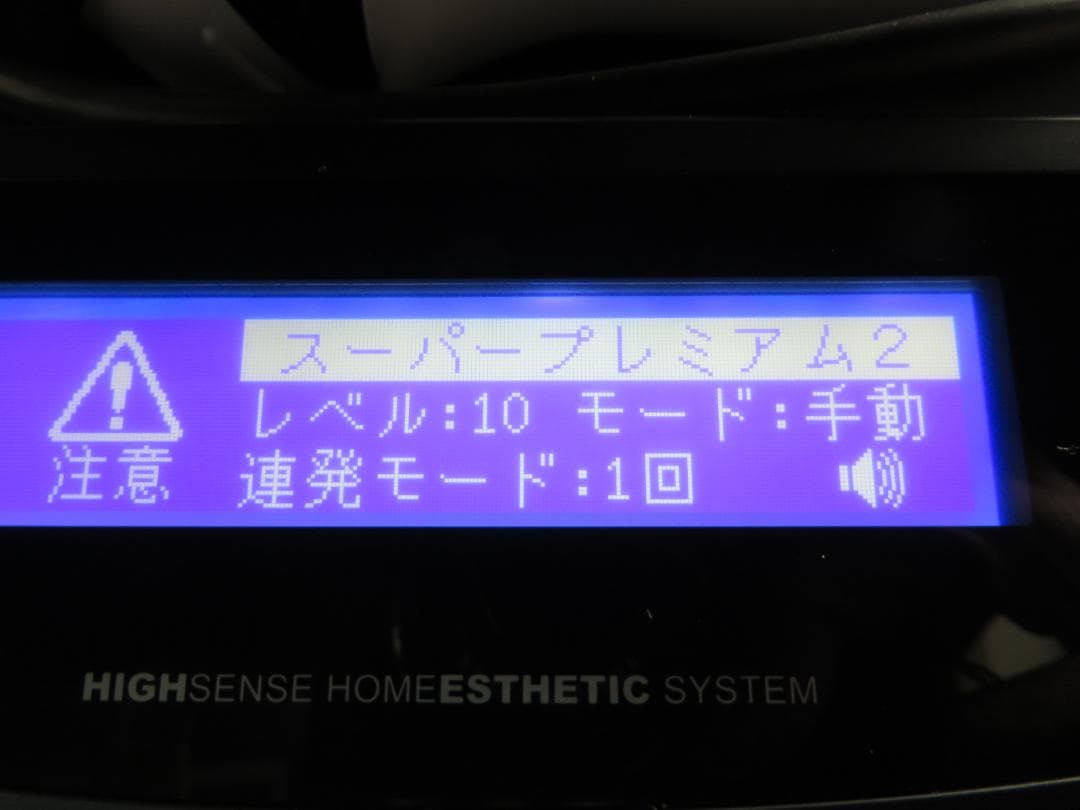 スーパープレミアム2
レベル:10 モード:手動
注意 連発モード:1回
HIGHSENSE HOMEESTHETIC SYSTEM